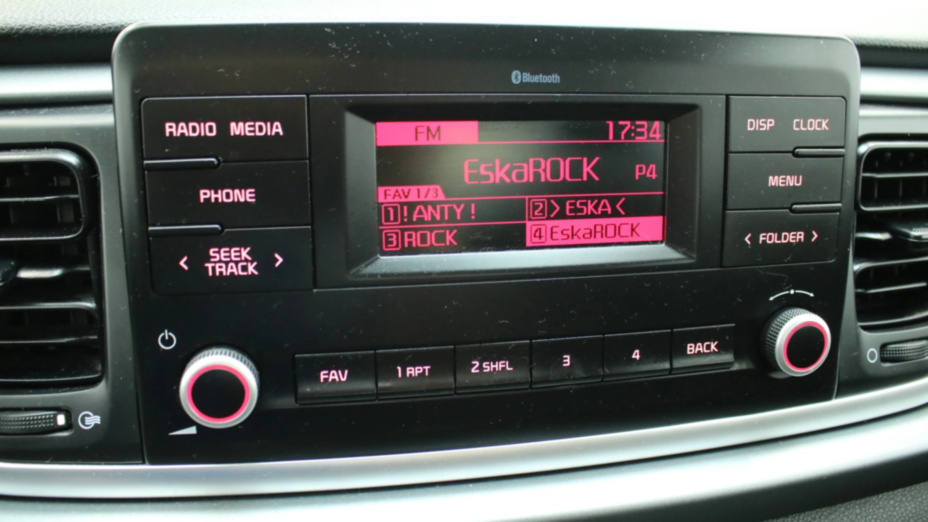 Bluetooth
RADIO MEDIA
PHONE
< SEEK TRACK >
FM 17:34
EskaROCK P4
FAV 1/3
1 ! ANTY ! 2 > ESKA <
3 ROCK 4 EskaROCK
DISP CLOCK
MENU
< FOLDER >
FAV 1 RPT 2 SHFL 3 4 BACK